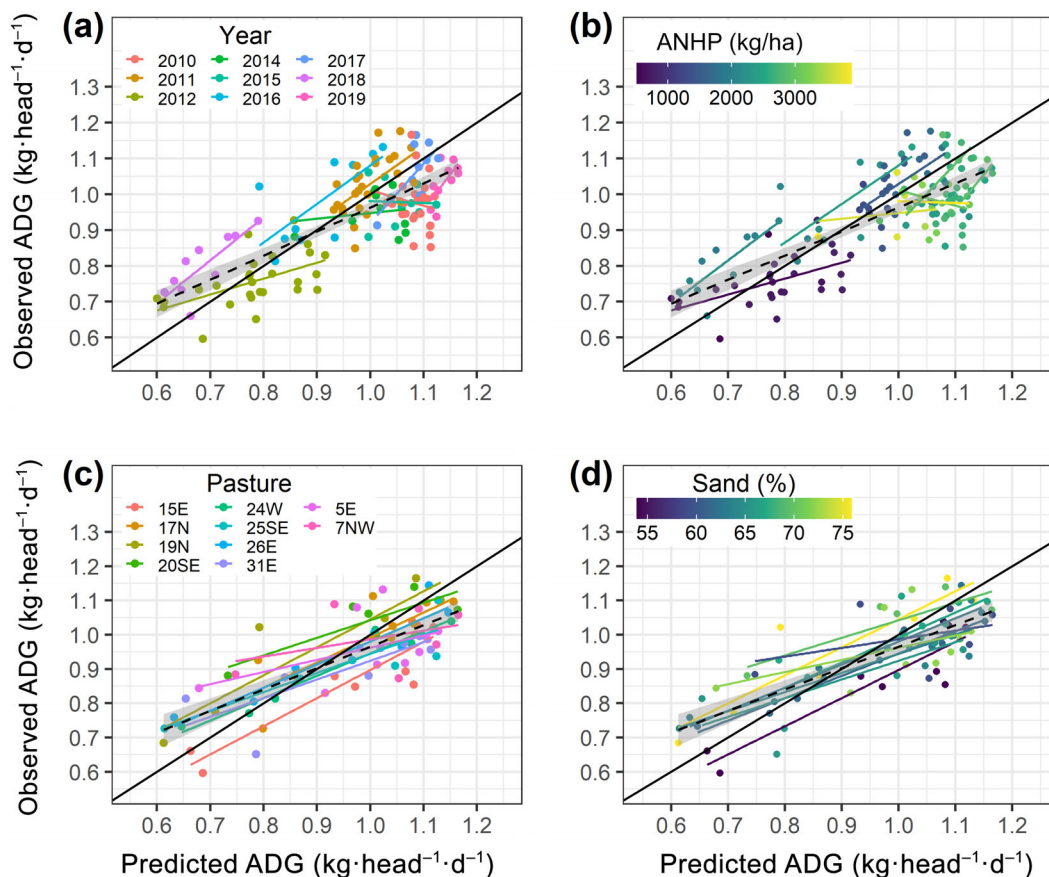 (a)
Year
2010 2014 2017
2011 2015 2018
2012 2016 2019
Observed ADG (kg·head⁻¹·d⁻¹)
1.3
1.2
1.1
1.0
0.9
0.8
0.7
0.6
0.6 0.7 0.8 0.9 1.0 1.1 1.2
(b)
ANHP (kg/ha)
1000 2000 3000
1.3
1.2
1.1
1.0
0.9
0.8
0.7
0.6
0.6 0.7 0.8 0.9 1.0 1.1 1.2
(c)
Pasture
15E 24W 5E
17N 25SE 7NW
19N 26E
20SE 31E
Observed ADG (kg·head⁻¹·d⁻¹)
1.3
1.2
1.1
1.0
0.9
0.8
0.7
0.6
0.6 0.7 0.8 0.9 1.0 1.1 1.2
Predicted ADG (kg·head⁻¹·d⁻¹)
(d)
Sand (%)
55 60 65 70 75
1.3
1.2
1.1
1.0
0.9
0.8
0.7
0.6
0.6 0.7 0.8 0.9 1.0 1.1 1.2
Predicted ADG (kg·head⁻¹·d⁻¹)